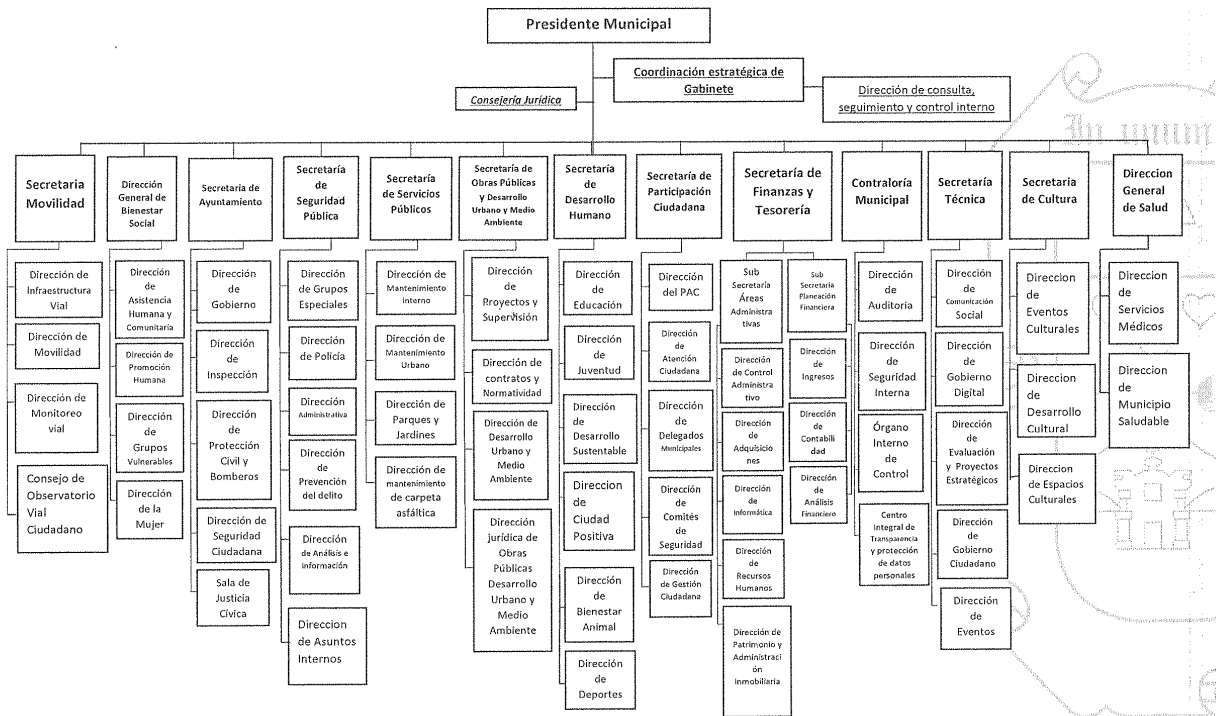 Presidente Municipal
Coordinación estratégica de
Gabinete
Consejería Jurídica
Dirección de consulta,
seguimiento y control interno
In unum
Secretaria
Movilidad
Dirección de
Infraestructura
Vial
Dirección de
Movilidad
Dirección de
Monitoreo
vial
Consejo de
Observatorio
Vial
Ciudadano
Dirección
General de
Bienestar
Social
Dirección
de
Asistencia
Humana y
Comunitaría
Dirección de
Promoción
Humana
Dirección
de
Grupos
Vulnerables
Dirección
de la
Mujer
Secretaria de
Ayuntamiento
Dirección
de
Gobierno
Dirección
de
Inspección
Dirección
de
Protección
Civil y
Bomberos
Dirección de
Seguridad
Ciudadana
Sala de
Justicia
Cívica
Secretaría
de
Seguridad
Pública
Dirección
de Grupos
Especiales
Dirección
de Policía
Dirección
Administrativa
Dirección
de
Prevención
del delito
Dirección
de Análisis e
información
Direccion
de Asuntos
Internos
Secretaría
de Servicios
Públicos
Dirección de
Mantenimiento
Interno
Dirección
de
Mantenimiento
Urbano
Dirección de
Parques y
Jardines
Dirección de
mantenimiento
de carpeta
asfáltica
Secretaría de
Obras Públicas
y Desarrollo
Urbano y Medio
Ambiente
Dirección
de
Proyectos y
Supervisión
Dirección de
contratos y
Normatividad
Dirección de
Desarrollo
Urbano y
Medio
Ambiente
Dirección
jurídica de
Obras
Públicas
Desarrollo
Urbano y
Medio
Ambiente
Secretaría
de
Desarrollo
Humano
Dirección
de
Educación
Dirección
de
Juventud
Dirección
de
Desarrollo
Sustentable
Direccion
de
Ciudad
Positiva
Dirección
de
Bienestar
Animal
Dirección
de
Deportes
Secretaría de
Participación
Ciudadana
Dirección
del PAC
Dirección
de
Atención
Ciudadana
Dirección
de
Delegados
Municipales
Dirección
de Comités
de
Seguridad
Dirección
de Gestión
Ciudadana
Secretaría de
Finanzas y
Tesorería
Sub
Secretaría
Áreas
Administra
tivas
Dirección
de Control
Administra
tivo
Dirección
de
Adquisicio
nes
Dirección
de
Informática
Dirección
de
Recursos
Humanos
Dirección de
Patrimonio y
Administraci
ón
Inmobiliaria
Sub
Secretaria
Planeación
Financiera
Dirección
de
Ingresos
Dirección
de
Contabili
dad
Dirección
de Análisis
Financiero
Contraloría
Municipal
Dirección
de
Auditoria
Dirección
de
Seguridad
Interna
Órgano
Interno
de
Control
Centro
Integral de
Transparencia
y protección
de datos
personales
Secretaría
Técnica
Dirección
de
Comunicación
Social
Dirección
de
Gobierno
Digital
Dirección
de
Evaluación
y Proyectos
Estratégicos
Dirección
de
Gobierno
Ciudadano
Dirección
de
Eventos
Secretaria
de Cultura
Direccion
de
Eventos
Culturales
Direccion
de
Desarrollo
Cultural
Direccion
de Espacios
Culturales
Direccion
General
de Salud
Direccion
de
Servicios
Médicos
Direccion
de
Municipio
Saludable